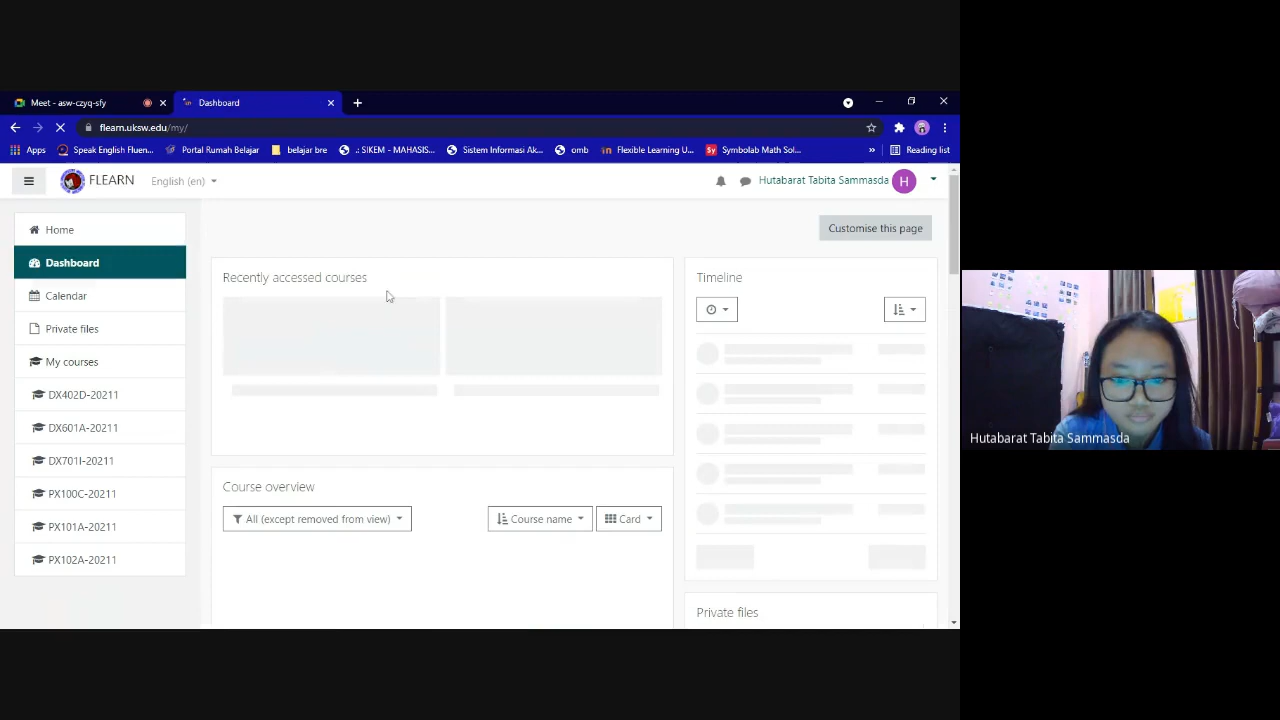 Meet - asw-czyq-sfy
Dashboard
flearn.uksw.edu/my/
Apps
Speak English Fluen...
Portal Rumah Belajar
belajar bre
.: SIKEM - MAHASIS...
Sistem Informasi Ak...
omb
Flexible Learning U...
Sy Symbolab Math Sol...
»
Reading list
FLEARN
English (en)
Hutabarat Tabita Sammasda
H
Home
Dashboard
Calendar
Private files
My courses
DX402D-20211
DX601A-20211
DX701I-20211
PX100C-20211
PX101A-20211
PX102A-20211
Customise this page
Recently accessed courses
Course overview
All (except removed from view)
Course name
Card
Timeline
Private files
Hutabarat Tabita Sammasda